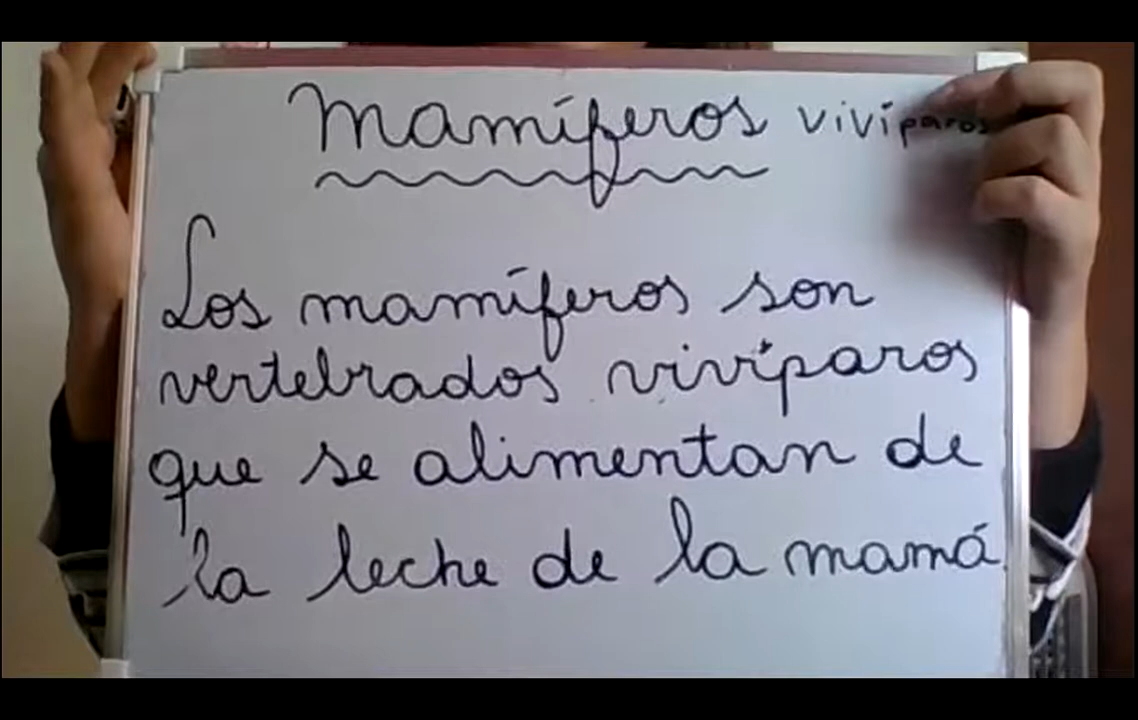 Mamíferos vivíparos
Los mamíferos son
vertebrados vivíparos
que se alimentan de
la leche de la mamá.